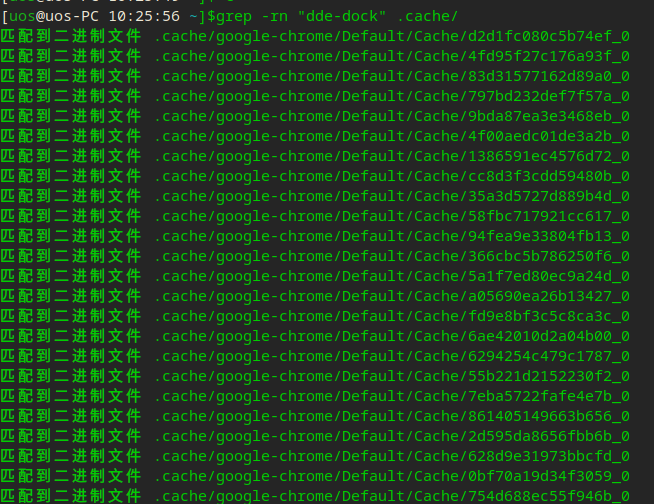 [uos@uos-PC 10:25:56 ~]$grep -rn "dde-dock" .cache/
匹配到二进制文件 .cache/google-chrome/Default/Cache/d2d1fc080c5b74ef_0
匹配到二进制文件 .cache/google-chrome/Default/Cache/4fd95f27c176a93f_0
匹配到二进制文件 .cache/google-chrome/Default/Cache/83d31577162d89a0_0
匹配到二进制文件 .cache/google-chrome/Default/Cache/797bd232def7f57a_0
匹配到二进制文件 .cache/google-chrome/Default/Cache/9bda87ea3e3468eb_0
匹配到二进制文件 .cache/google-chrome/Default/Cache/4f00aedc01de3a2b_0
匹配到二进制文件 .cache/google-chrome/Default/Cache/1386591ec4576d72_0
匹配到二进制文件 .cache/google-chrome/Default/Cache/cc8d3f3cdd59480b_0
匹配到二进制文件 .cache/google-chrome/Default/Cache/35a3d5727d889b4d_0
匹配到二进制文件 .cache/google-chrome/Default/Cache/58fbc717921cc617_0
匹配到二进制文件 .cache/google-chrome/Default/Cache/94fea9e33804fb13_0
匹配到二进制文件 .cache/google-chrome/Default/Cache/366cbc5b786250f6_0
匹配到二进制文件 .cache/google-chrome/Default/Cache/5a1f7ed80ec9a24d_0
匹配到二进制文件 .cache/google-chrome/Default/Cache/a05690ea26b13427_0
匹配到二进制文件 .cache/google-chrome/Default/Cache/fd9e8bf3c5c8ca3c_0
匹配到二进制文件 .cache/google-chrome/Default/Cache/6ae42010d2a04b00_0
匹配到二进制文件 .cache/google-chrome/Default/Cache/6294254c479c1787_0
匹配到二进制文件 .cache/google-chrome/Default/Cache/55b221d2152230f2_0
匹配到二进制文件 .cache/google-chrome/Default/Cache/7eba5722fafe4e7b_0
匹配到二进制文件 .cache/google-chrome/Default/Cache/861405149663b656_0
匹配到二进制文件 .cache/google-chrome/Default/Cache/2d595da8656fbb6b_0
匹配到二进制文件 .cache/google-chrome/Default/Cache/628d9e31973bbcfd_0
匹配到二进制文件 .cache/google-chrome/Default/Cache/0bf70a19d34f3059_0
匹配到二进制文件 .cache/google-chrome/Default/Cache/754d688ec55f946b_0